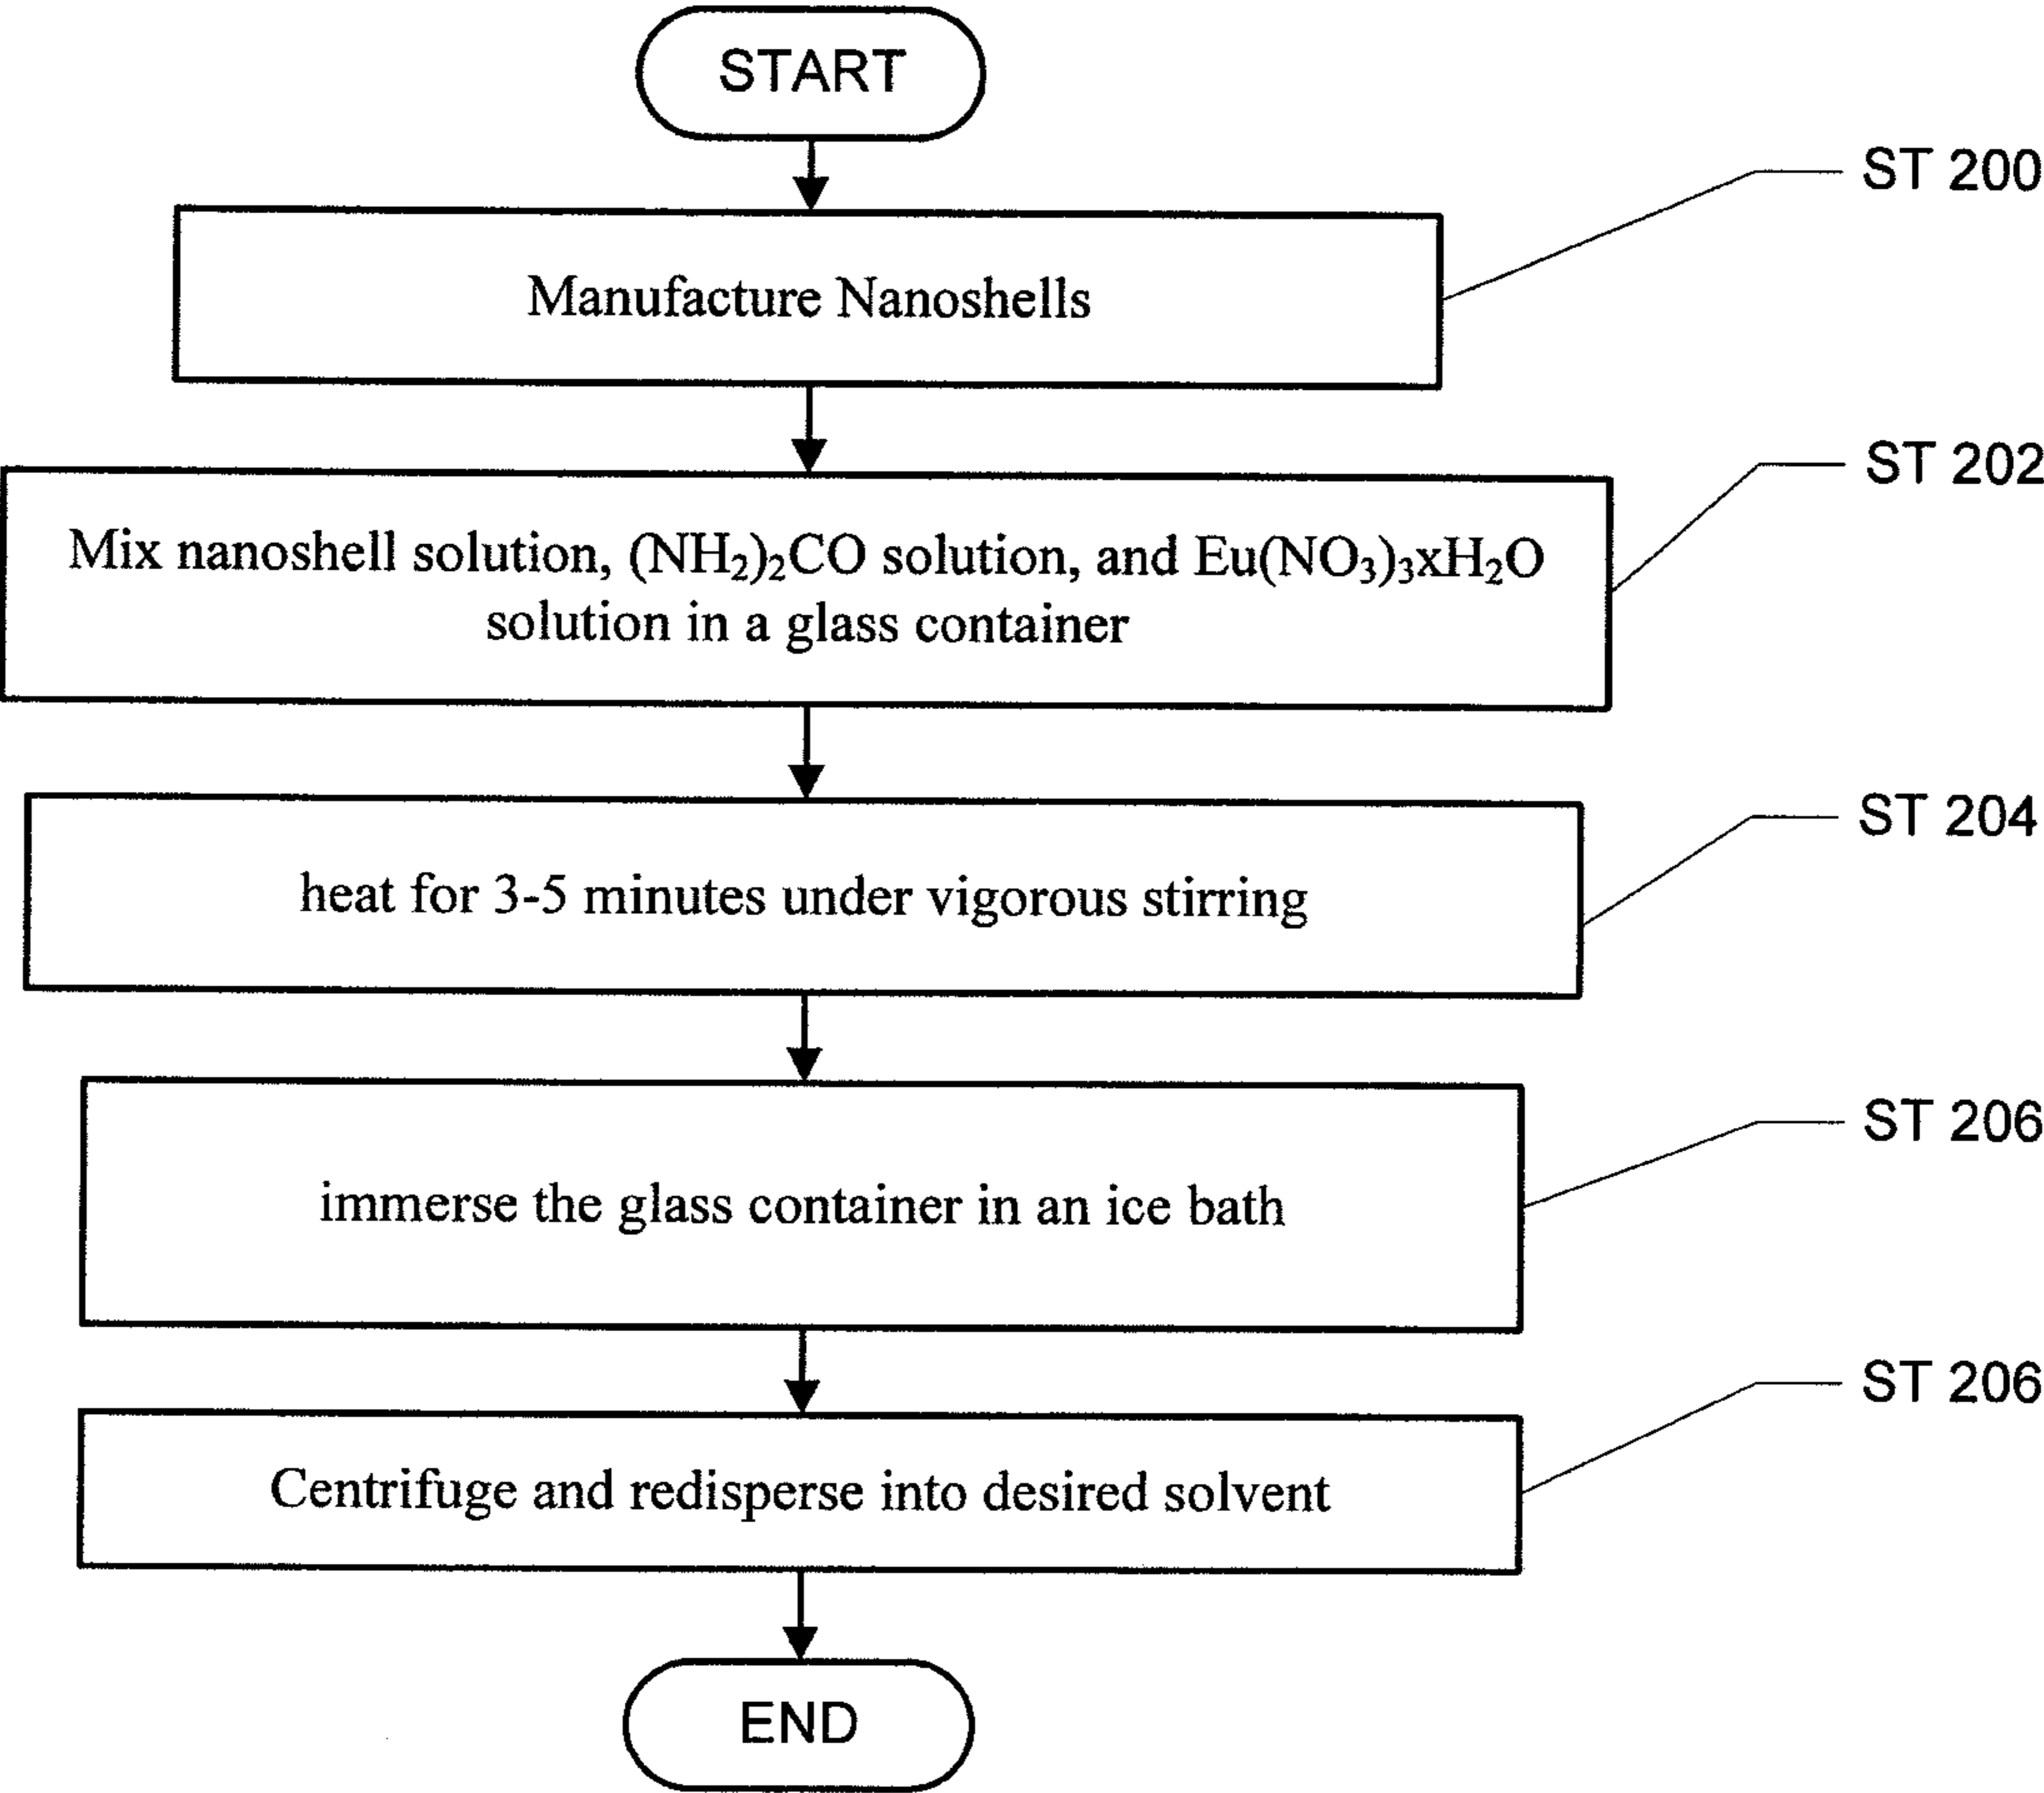 START
ST 200
Manufacture Nanoshells
ST 202
Mix nanoshell solution, (NH₂)₂CO solution, and Eu(NO₃)₃xH₂O
solution in a glass container
ST 204
heat for 3-5 minutes under vigorous stirring
ST 206
immerse the glass container in an ice bath
ST 206
Centrifuge and redisperse into desired solvent
END